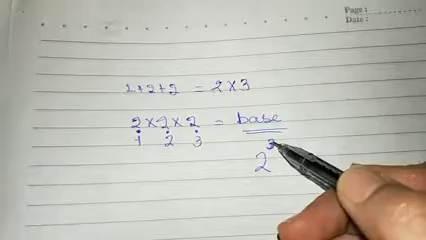 Page:
Date:
2+2+2 = 2×3
2×2×2 = base
1 2 3
2³